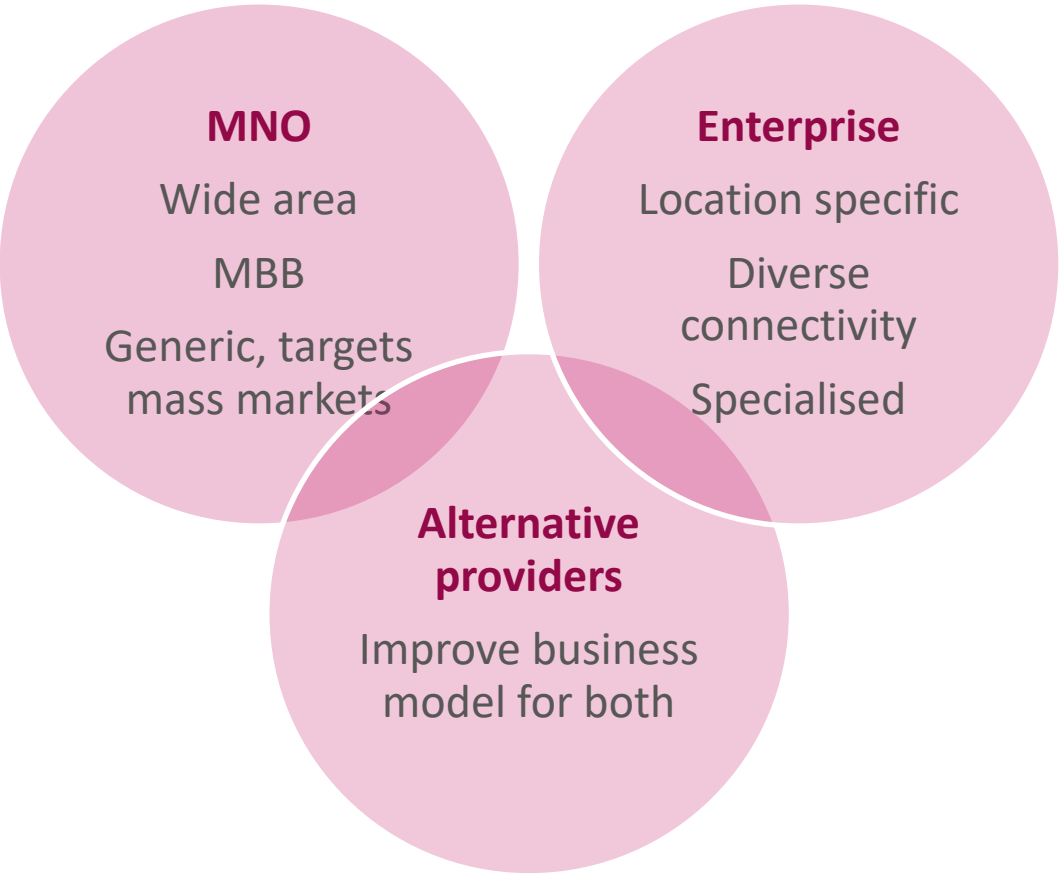 MNO
Wide area
MBB
Generic, targets
mass markets
Enterprise
Location specific
Diverse
connectivity
Specialised
Alternative
providers
Improve business
model for both